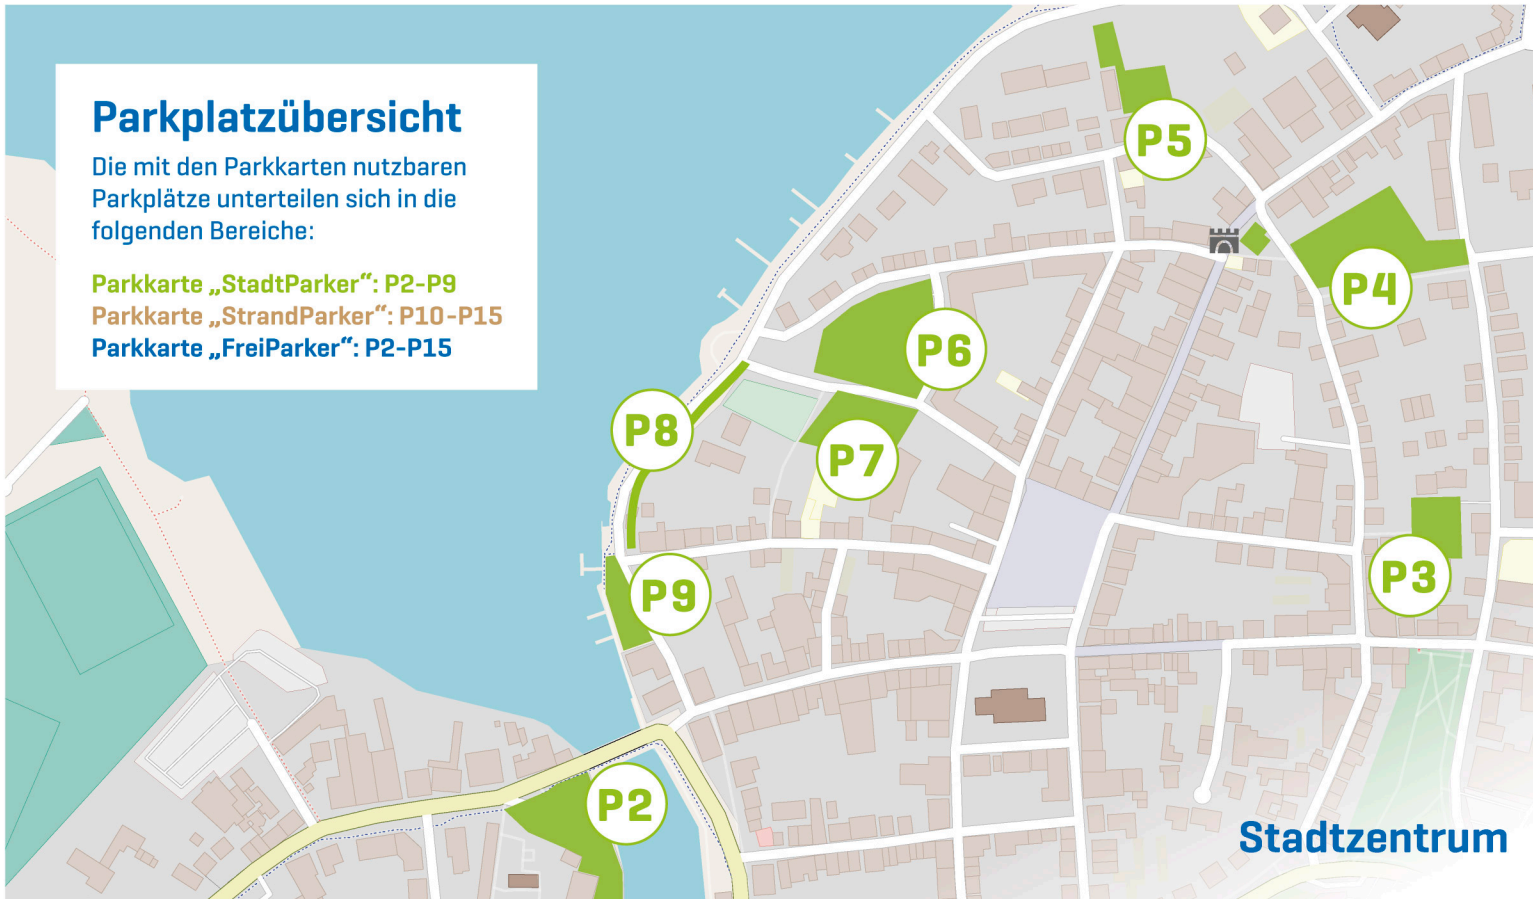 Parkplatzübersicht
Die mit den Parkkarten nutzbaren
Parkplätze unterteilen sich in die
folgenden Bereiche:
Parkkarte „StadtParker“: P2-P9
Parkkarte „StrandParker“: P10-P15
Parkkarte „FreiParker“: P2-P15
P5
P4
P6
P8
P7
P3
P9
P2
Stadtzentrum